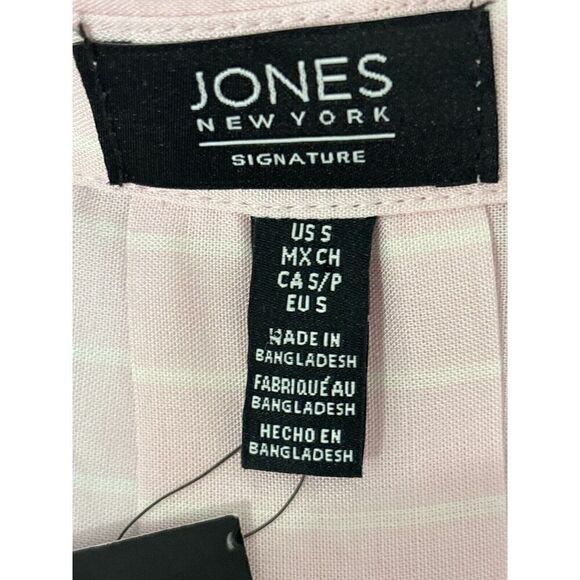 JONES
NEW YORK
SIGNATURE
US S
MX CH
CA S/P
EU S
MADE IN
BANGLADESH
FABRIQUÉ AU
BANGLADESH
HECHO EN
BANGLADESH